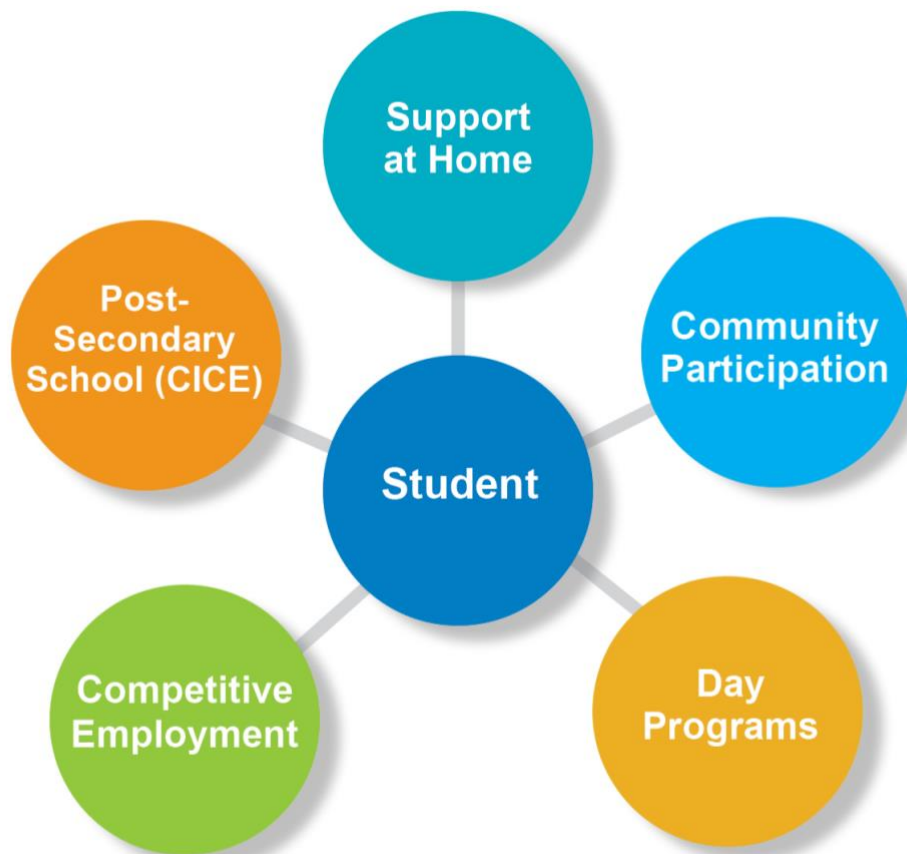 Support
at Home
Post-
Secondary
School (CICE)
Community
Participation
Student
Competitive
Employment
Day
Programs